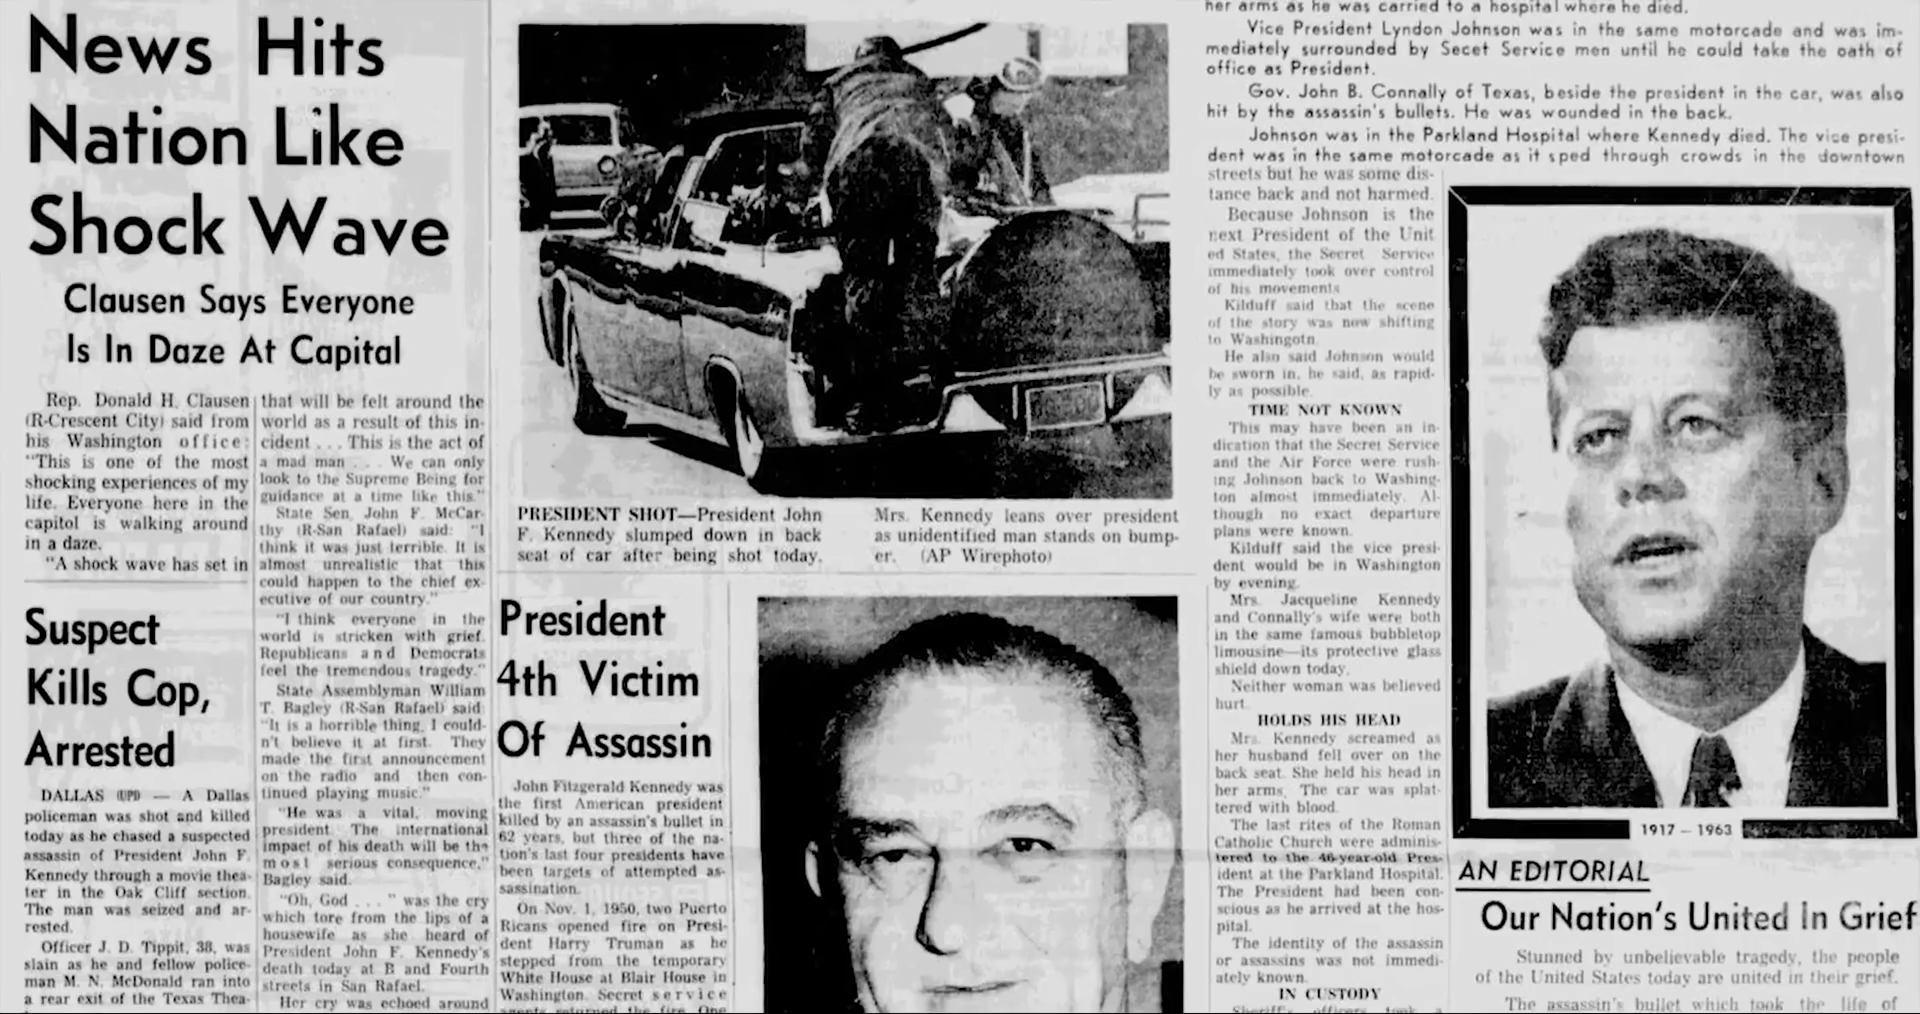 News Hits
Nation Like
Shock Wave
Clausen Says Everyone
Is In Daze At Capital
Rep. Donald H. Clausen
(R-Crescent City) said from
his Washington office:
"This is one of the most
shocking experiences of my
life. Everyone here in the
capitol is walking around
in a daze.
"A shock wave has set in
that will be felt around the
world as a result of this in-
cident . . . This is the act of
a mad man . . . We can only
look to the Supreme Being for
guidance at a time like this."
State Sen. John F. McCar-
thy (R-San Rafael) said: "I
think it was just terrible. It is
almost unrealistic that this
could happen to the chief ex-
ecutive of our country."
"I think everyone in the
world is stricken with grief.
Republicans and Democrats
feel the tremendous tragedy."
State Assemblyman William
T. Bagley (R-San Rafael) said:
"It is a horrible thing. I could-
n't believe it at first. They
made the first announcement
on the radio and then con-
tinued playing music."
"He was a vital, moving
president. The international
impact of his death will be the
most serious consequence,"
Bagley said.
"Oh, God . . . " was the cry
which tore from the lips of a
housewife as she heard of
President John F. Kennedy's
death today at B and Fourth
streets in San Rafael.
Her cry was echoed around
Suspect
Kills Cop,
Arrested
DALLAS (UPI) — A Dallas
policeman was shot and killed
today as he chased a suspected
assassin of President John F.
Kennedy through a movie thea-
ter in the Oak Cliff section.
The man was seized and ar-
rested.
Officer J. D. Tippit, 38, was
slain as he and fellow police-
man M. N. McDonald ran into
a rear exit of the Texas Thea-
PRESIDENT SHOT—President John
F. Kennedy slumped down in back
seat of car after being shot today.
Mrs. Kennedy leans over president
as unidentified man stands on bump-
er. (AP Wirephoto)
President
4th Victim
Of Assassin
John Fitzgerald Kennedy was
the first American president
killed by an assassin's bullet in
62 years, but three of the na-
tion's last four presidents have
been targets of attempted as-
sassination.
On Nov. 1, 1950, two Puerto
Ricans opened fire on Presi-
dent Harry Truman as he
stepped from the temporary
White House at Blair House in
Washington. Secret service
agents returned the fire. One
her arms as he was carried to a hospital where he died.
Vice President Lyndon Johnson was in the same motorcade and was im-
mediately surrounded by Secet Service men until he could take the oath of
office as President.
Gov. John B. Connally of Texas, beside the president in the car, was also
hit by the assassin's bullets. He was wounded in the back.
Johnson was in the Parkland Hospital where Kennedy died. The vice presi-
dent was in the same motorcade as it sped through crowds in the downtown
streets but he was some dis-
tance back and not harmed.
Because Johnson is the
next President of the Unit
ed States, the Secret Service
immediately took over control
of his movements
Kilduff said that the scene
of the story was now shifting
to Washingotn.
He also said Johnson would
be sworn in, he said, as rapid-
ly as possible.
TIME NOT KNOWN
This may have been an in-
dication that the Secret Service
and the Air Force were rush-
ing Johnson back to Washing-
ton almost immediately. Al-
though no exact departure
plans were known.
Kilduff said the vice presi-
dent would be in Washington
by evening.
Mrs. Jacqueline Kennedy
and Connally's wife were both
in the same famous bubbletop
limousine—its protective glass
shield down today.
Neither woman was believed
hurt.
HOLDS HIS HEAD
Mrs. Kennedy screamed as
her husband fell over on the
back seat. She held his head in
her arms. The car was splat-
tered with blood.
The last rites of the Roman
Catholic Church were adminis-
tered to the 46-year-old Pres-
ident at the Parkland Hospital.
The President had been con-
scious as he arrived at the hos-
pital.
The identity of the assassin
or assassins was not immedi-
ately known.
IN CUSTODY
Sheriff's officers took a
1917 – 1963
AN EDITORIAL
Our Nation's United In Grief
Stunned by unbelievable tragedy, the people
of the United States today are united in their grief.
The assassin's bullet which took the life of